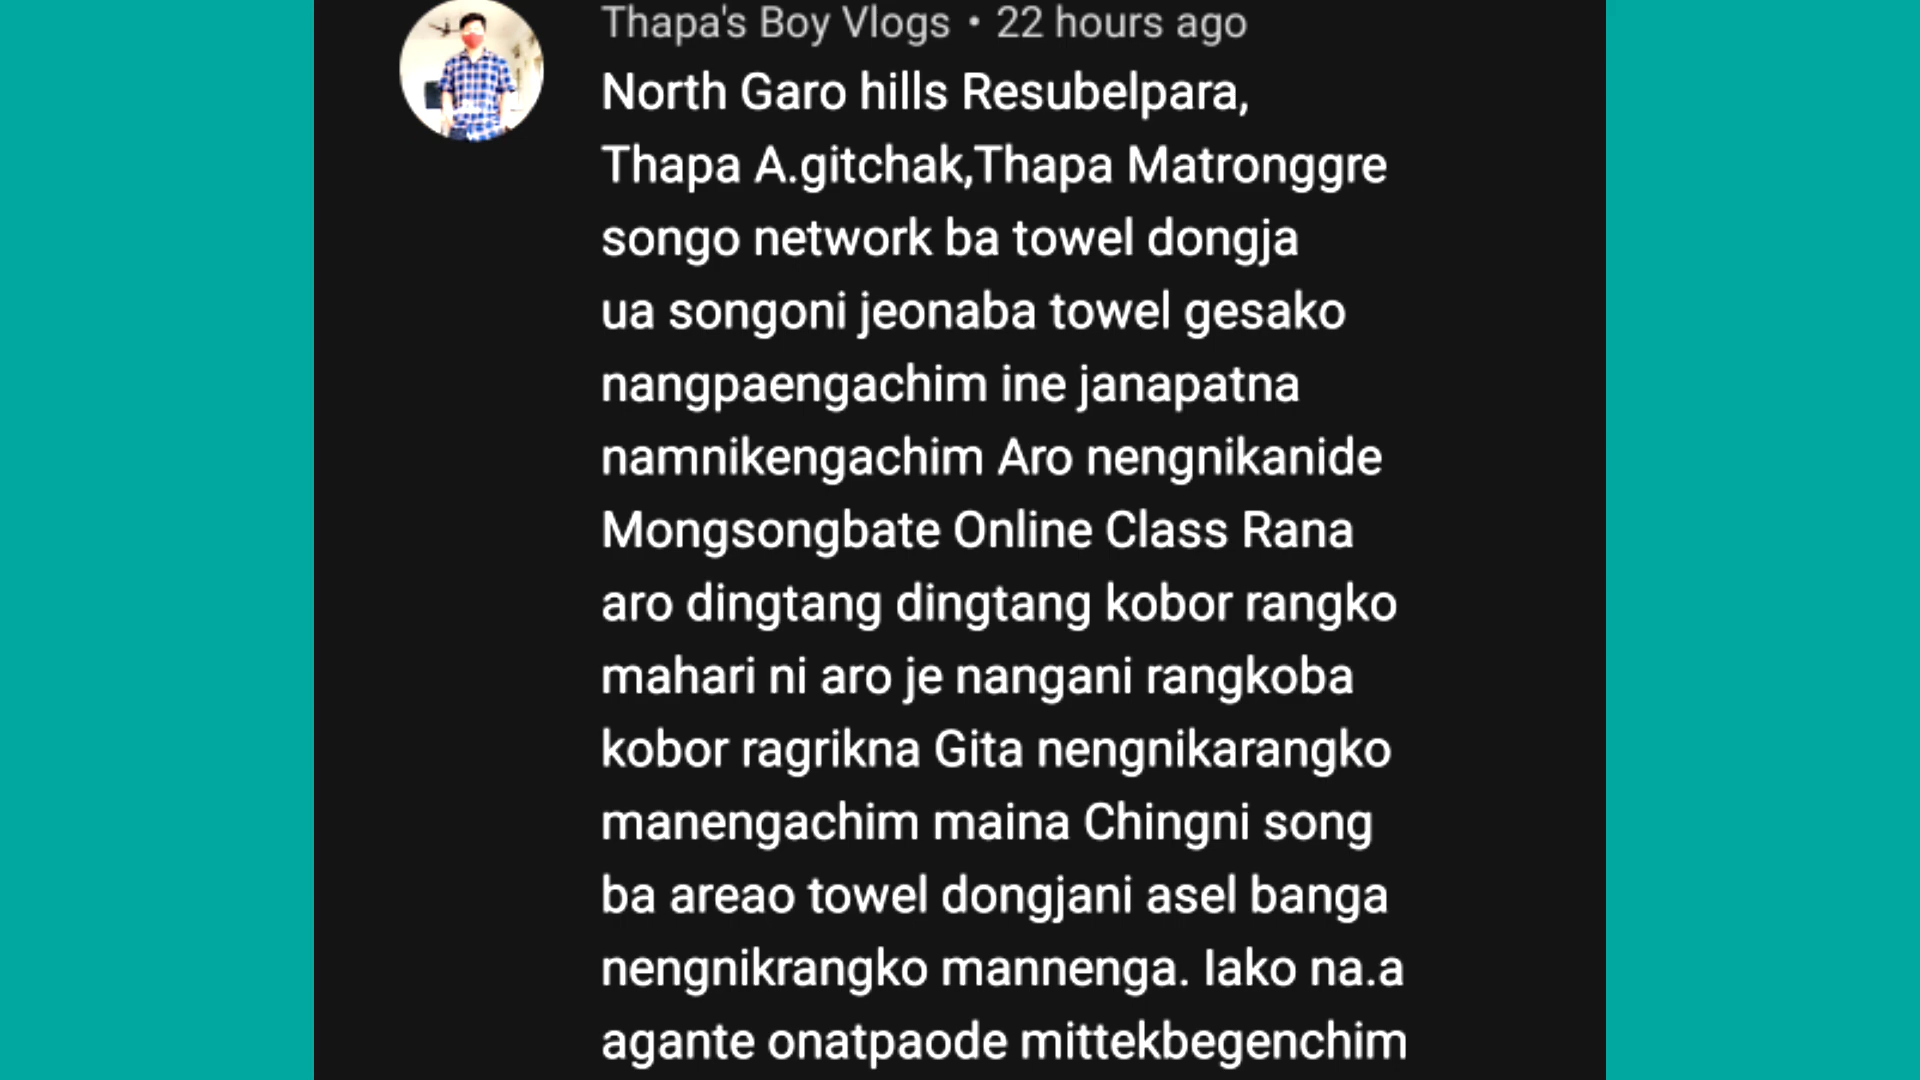 Thapa's Boy Vlogs • 22 hours ago
North Garo hills Resubelpara,
Thapa A.gitchak,Thapa Matronggre
songo network ba towel dongja
ua songoni jeonaba towel gesako
nangpaengachim ine janapatna
namnikengachim Aro nengnikanide
Mongsongbate Online Class Rana
aro dingtang dingtang kobor rangko
mahari ni aro je nangani rangkoba
kobor ragrikna Gita nengnikarangko
manengachim maina Chingni song
ba areao towel dongjani asel banga
nengnikrangko mannenga. Iako na.a
agante onatpaode mittekbegenchim